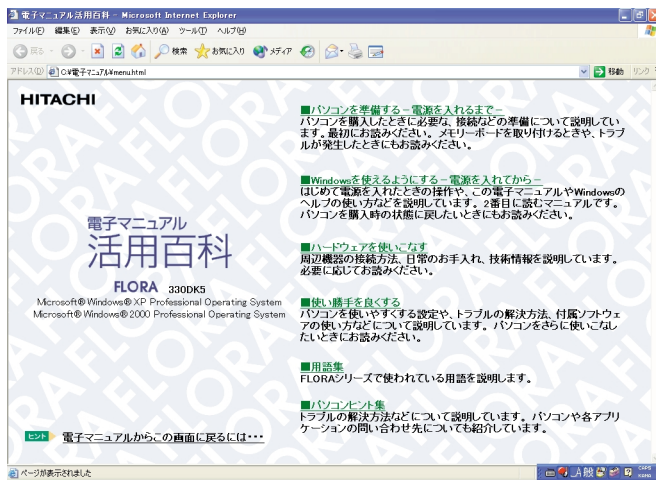 電子マニュアル活用百科 - Microsoft Internet Explorer
ファイル(F) 編集(E) 表示(V) お気に入り(A) ツール(T) ヘルプ(H)
戻る 検索 お気に入り メディア
アドレス(D) C:¥電子マニュアル¥menu.html 移動 リンク
HITACHI
電子マニュアル
活用百科
FLORA 330DK5
Microsoft® Windows® XP Professional Operating System
Microsoft® Windows® 2000 Professional Operating System
ヒント 電子マニュアルからこの画面に戻るには・・・
■パソコンを準備する－電源を入れるまで－
パソコンを購入したときに必要な、接続などの準備について説明してい
ます。最初にお読みください。メモリーボードを取り付けるときや、トラブ
ルが発生したときにもお読みください。
■Windowsを使えるようにする－電源を入れてから－
はじめて電源を入れたときの操作や、この電子マニュアルやWindowsの
ヘルプの使い方などを説明しています。2番目に読むマニュアルです。
パソコンを購入時の状態に戻したいときにもお読みください。
■ハードウェアを使いこなす
周辺機器の接続方法、日常のお手入れ、技術情報を説明しています。
必要に応じてお読みください。
■使い勝手を良くする
パソコンを使いやすくする設定や、トラブルの解決方法、付属ソフトウェ
アの使い方などについて説明しています。パソコンをさらに使いこなし
たいときにお読みください。
■用語集
FLORAシリーズで使われている用語を説明します。
■パソコンヒント集
トラブルの解決方法などについて説明しています。パソコンや各アプリ
ケーションの問い合わせ先についても紹介しています。
ページが表示されました
A 般 CAPS KANA